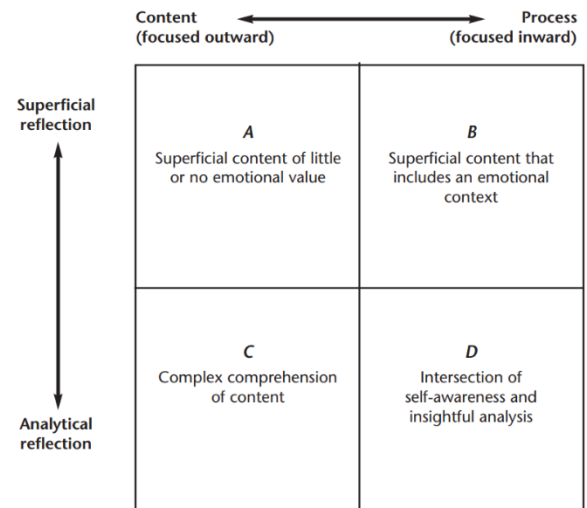 Content
(focused outward)
Process
(focused inward)
Superficial
reflection
A
Superficial content of little
or no emotional value
B
Superficial content that
includes an emotional
context
C
Complex comprehension
of content
D
Intersection of
self-awareness and
insightful analysis
Analytical
reflection